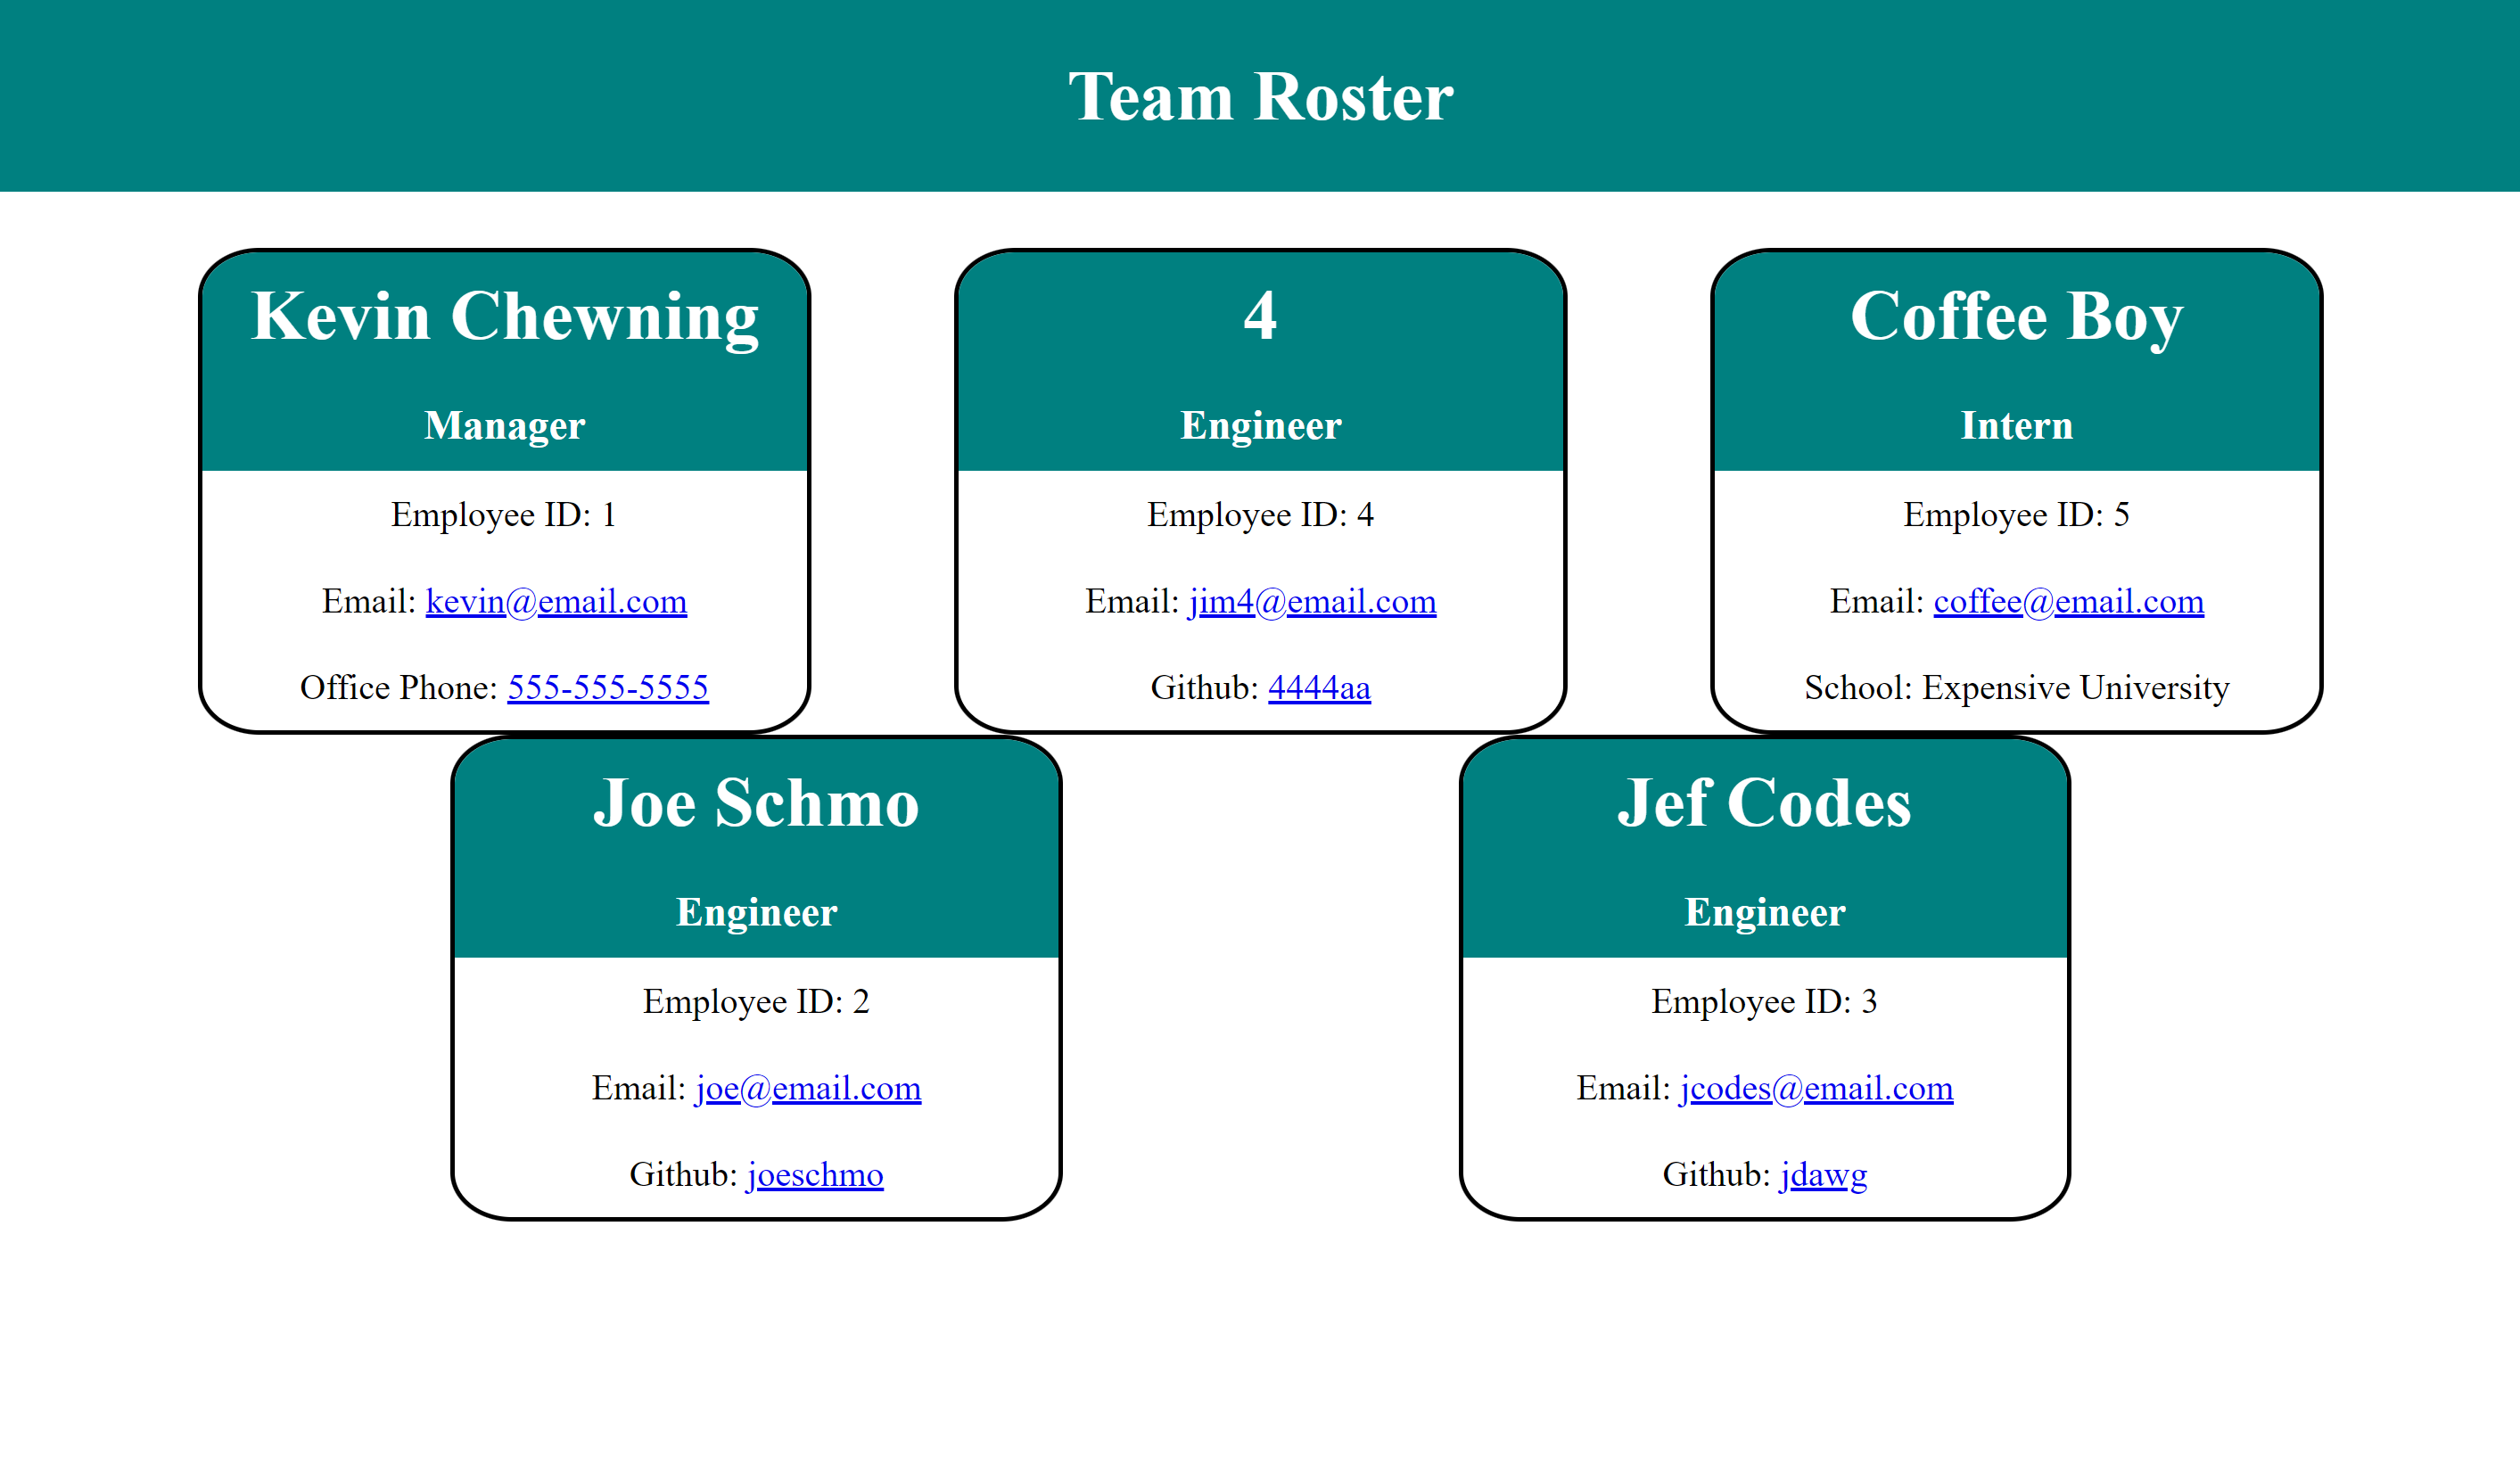 Team Roster
Kevin Chewning
Manager
Employee ID: 1
Email: kevin@email.com
Office Phone: 555-555-5555
4
Engineer
Employee ID: 4
Email: jim4@email.com
Github: 4444aa
Coffee Boy
Intern
Employee ID: 5
Email: coffee@email.com
School: Expensive University
Joe Schmo
Engineer
Employee ID: 2
Email: joe@email.com
Github: joeschmo
Jef Codes
Engineer
Employee ID: 3
Email: jcodes@email.com
Github: jdawg